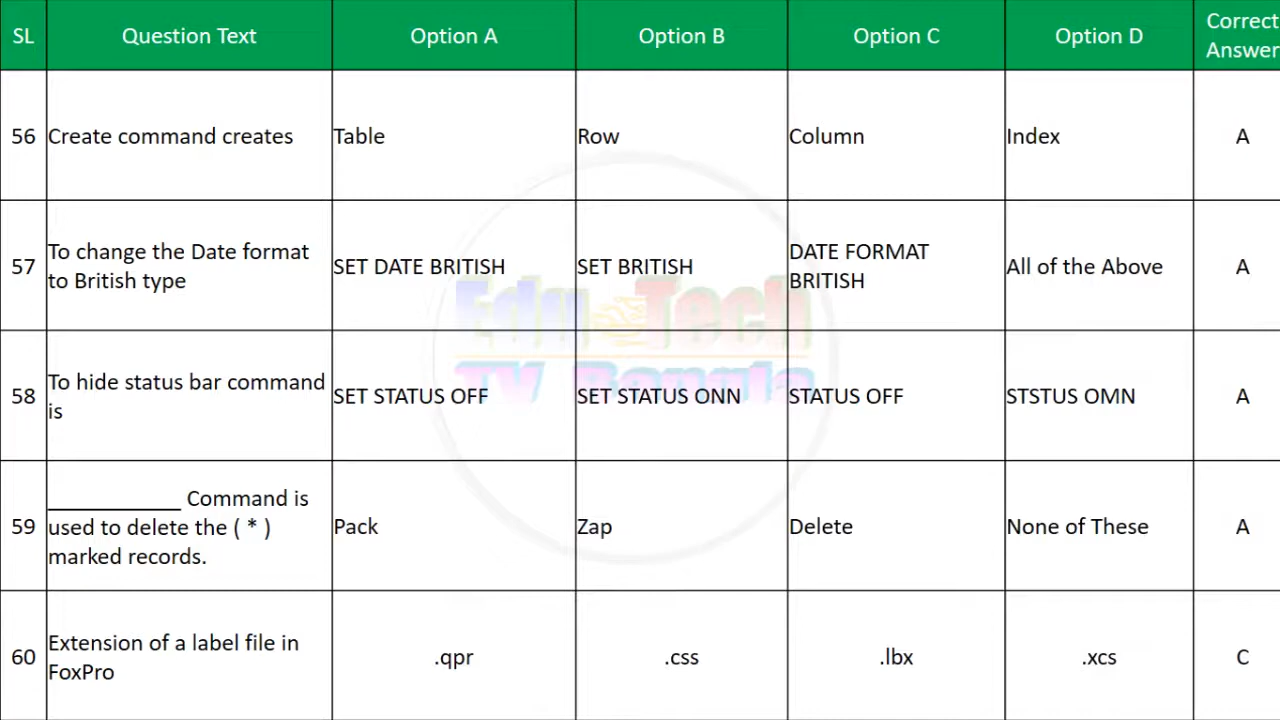 SL Question Text Option A Option B Option C Option D Correct Answer
56 Create command creates Table Row Column Index A
57 To change the Date format to British type SET DATE BRITISH SET BRITISH DATE FORMAT BRITISH All of the Above A
58 To hide status bar command is SET STATUS OFF SET STATUS ONN STATUS OFF STSTUS OMN A
59 ____________ Command is used to delete the ( * ) marked records. Pack Zap Delete None of These A
60 Extension of a label file in FoxPro .qpr .css .lbx .xcs C
Edu Tech
TV Bangla